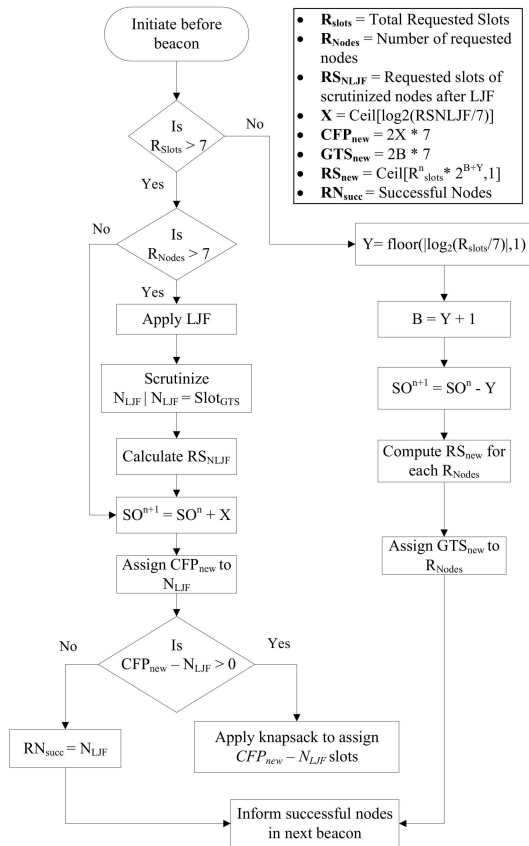 Initiate before
beacon
• R_slots = Total Requested Slots
• R_Nodes = Number of requested
nodes
• RS_NLJF = Requested slots of
scrutinized nodes after LJF
• X = Ceil[log2(RSNLJF/7)]
• CFP_new = 2X * 7
• GTS_new = 2B * 7
• RS_new = Ceil[R^n_slots* 2^B+Y,1]
• RN_succ = Successful Nodes
Is
R_Slots > 7
No
Yes
No
Is
R_Nodes > 7
Yes
Y= floor(|log_2(R_slots/7)|,1)
Apply LJF
B = Y + 1
Scrutinize
N_LJF | N_LJF = Slot_GTS
SO^n+1 = SO^n - Y
Calculate RS_NLJF
Compute RS_new for
each R_Nodes
SO^n+1 = SO^n + X
Assign CFP_new to
N_LJF
Assign GTS_new to
R_Nodes
No
Is
CFP_new – N_LJF > 0
Yes
RN_succ = N_LJF
Apply knapsack to assign
CFP_new – N_LJF slots
Inform successful nodes
in next beacon